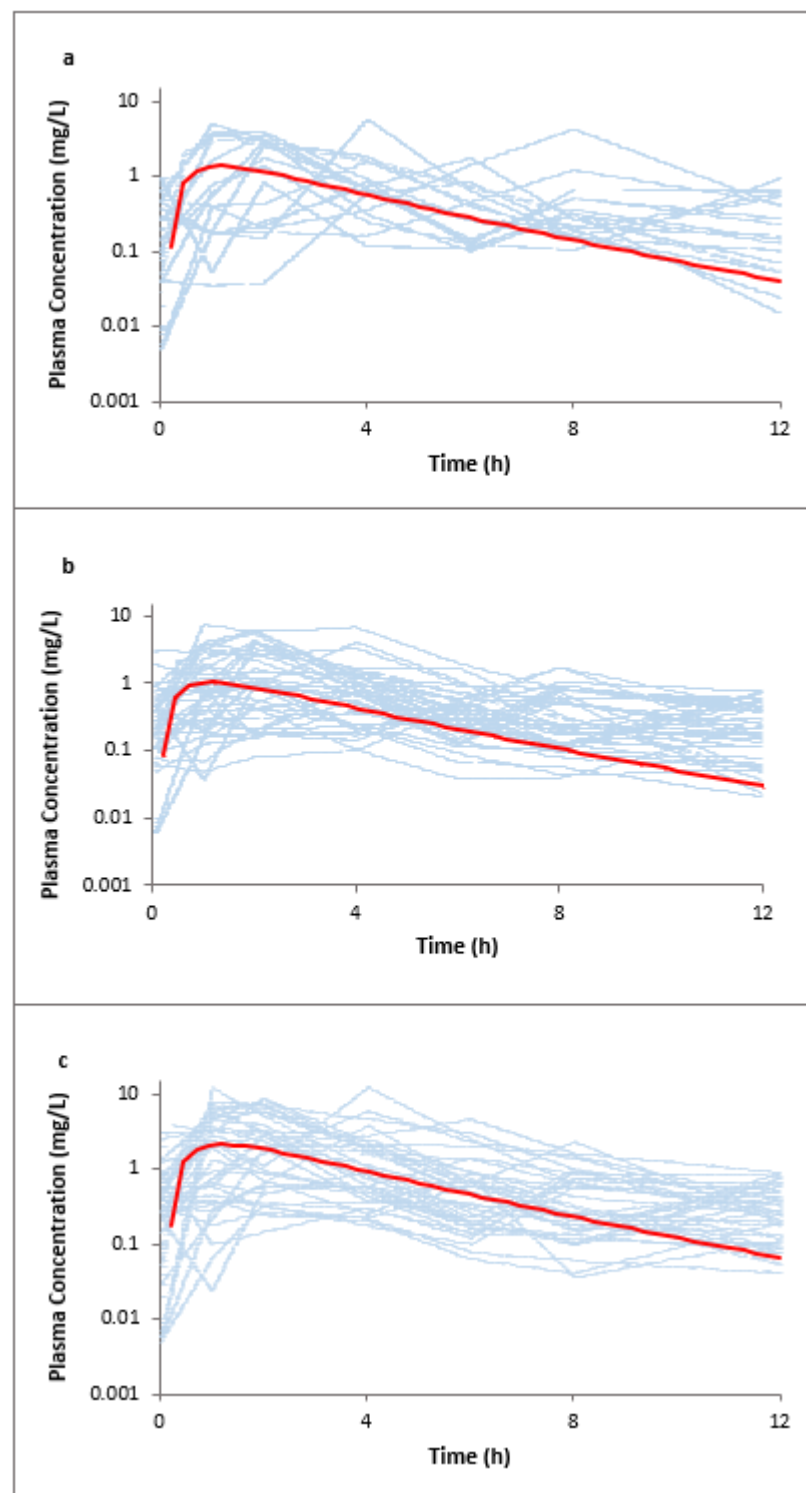 a
Plasma Concentration (mg/L)
10
1
0.1
0.01
0.001
0 4 8 12
Time (h)
b
Plasma Concentration (mg/L)
10
1
0.1
0.01
0.001
0 4 8 12
Time (h)
c
Plasma Concentration (mg/L)
10
1
0.1
0.01
0.001
0 4 8 12
Time (h)